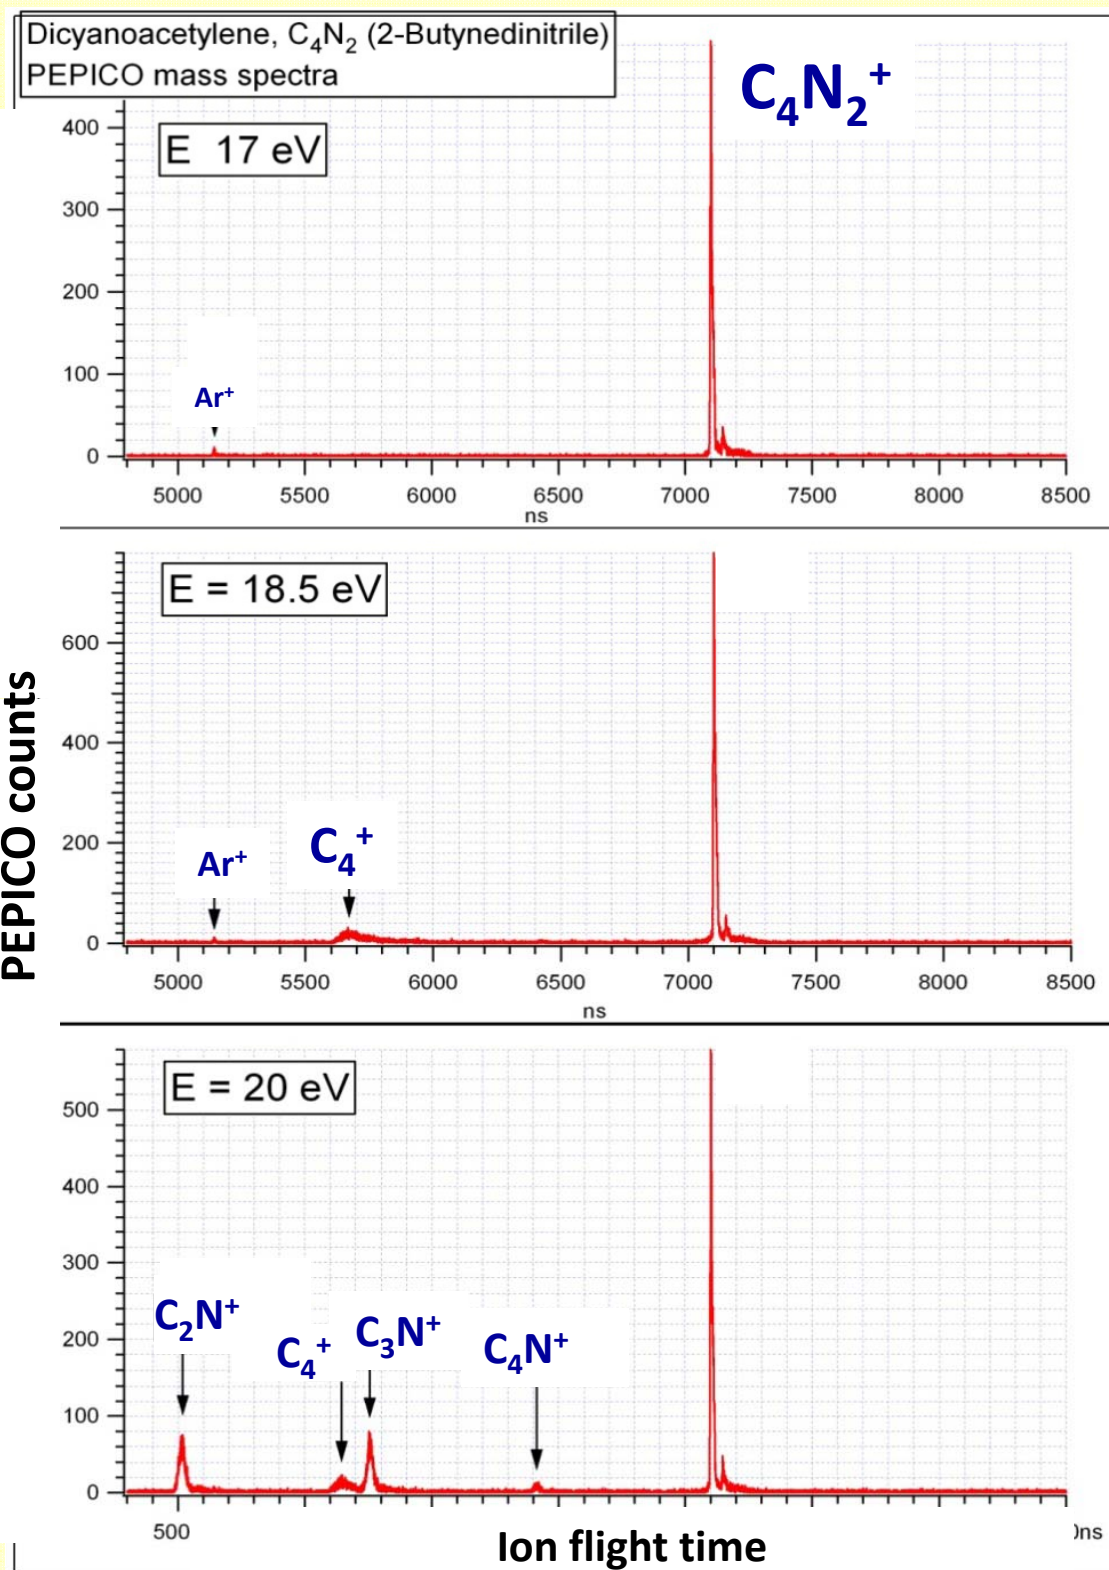 Dicyanoacetylene, C₄N₂ (2-Butynedinitrile)
PEPICO mass spectra
C₄N₂⁺
E 17 eV
400
300
200
100
0
Ar⁺
5000 5500 6000 6500 7000 7500 8000 8500
ns
E = 18.5 eV
600
400
200
0
Ar⁺
C₄⁺
5000 5500 6000 6500 7000 7500 8000 8500
ns
PEPICO counts
E = 20 eV
500
400
300
200
100
0
C₂N⁺
C₄⁺
C₃N⁺
C₄N⁺
500
Ion flight time
0ns